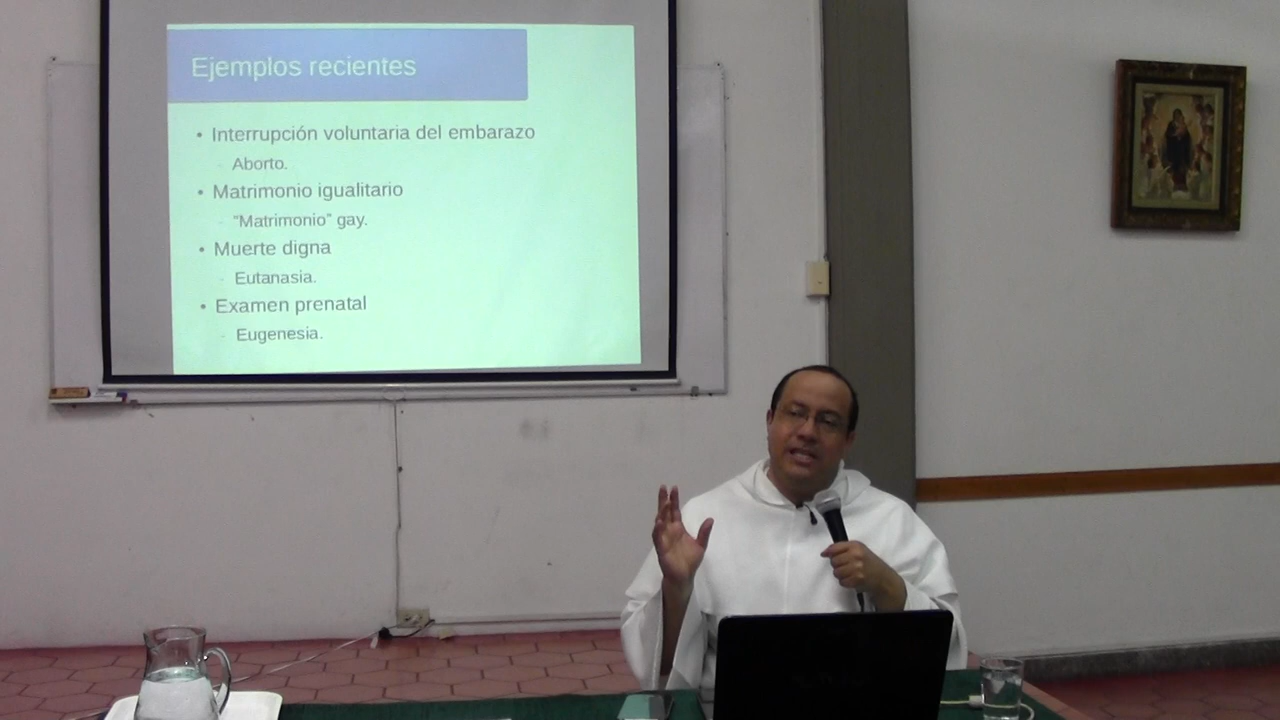 Ejemplos recientes
• Interrupción voluntaria del embarazo
- Aborto.
• Matrimonio igualitario
- “Matrimonio” gay.
• Muerte digna
- Eutanasia.
• Examen prenatal
- Eugenesia.